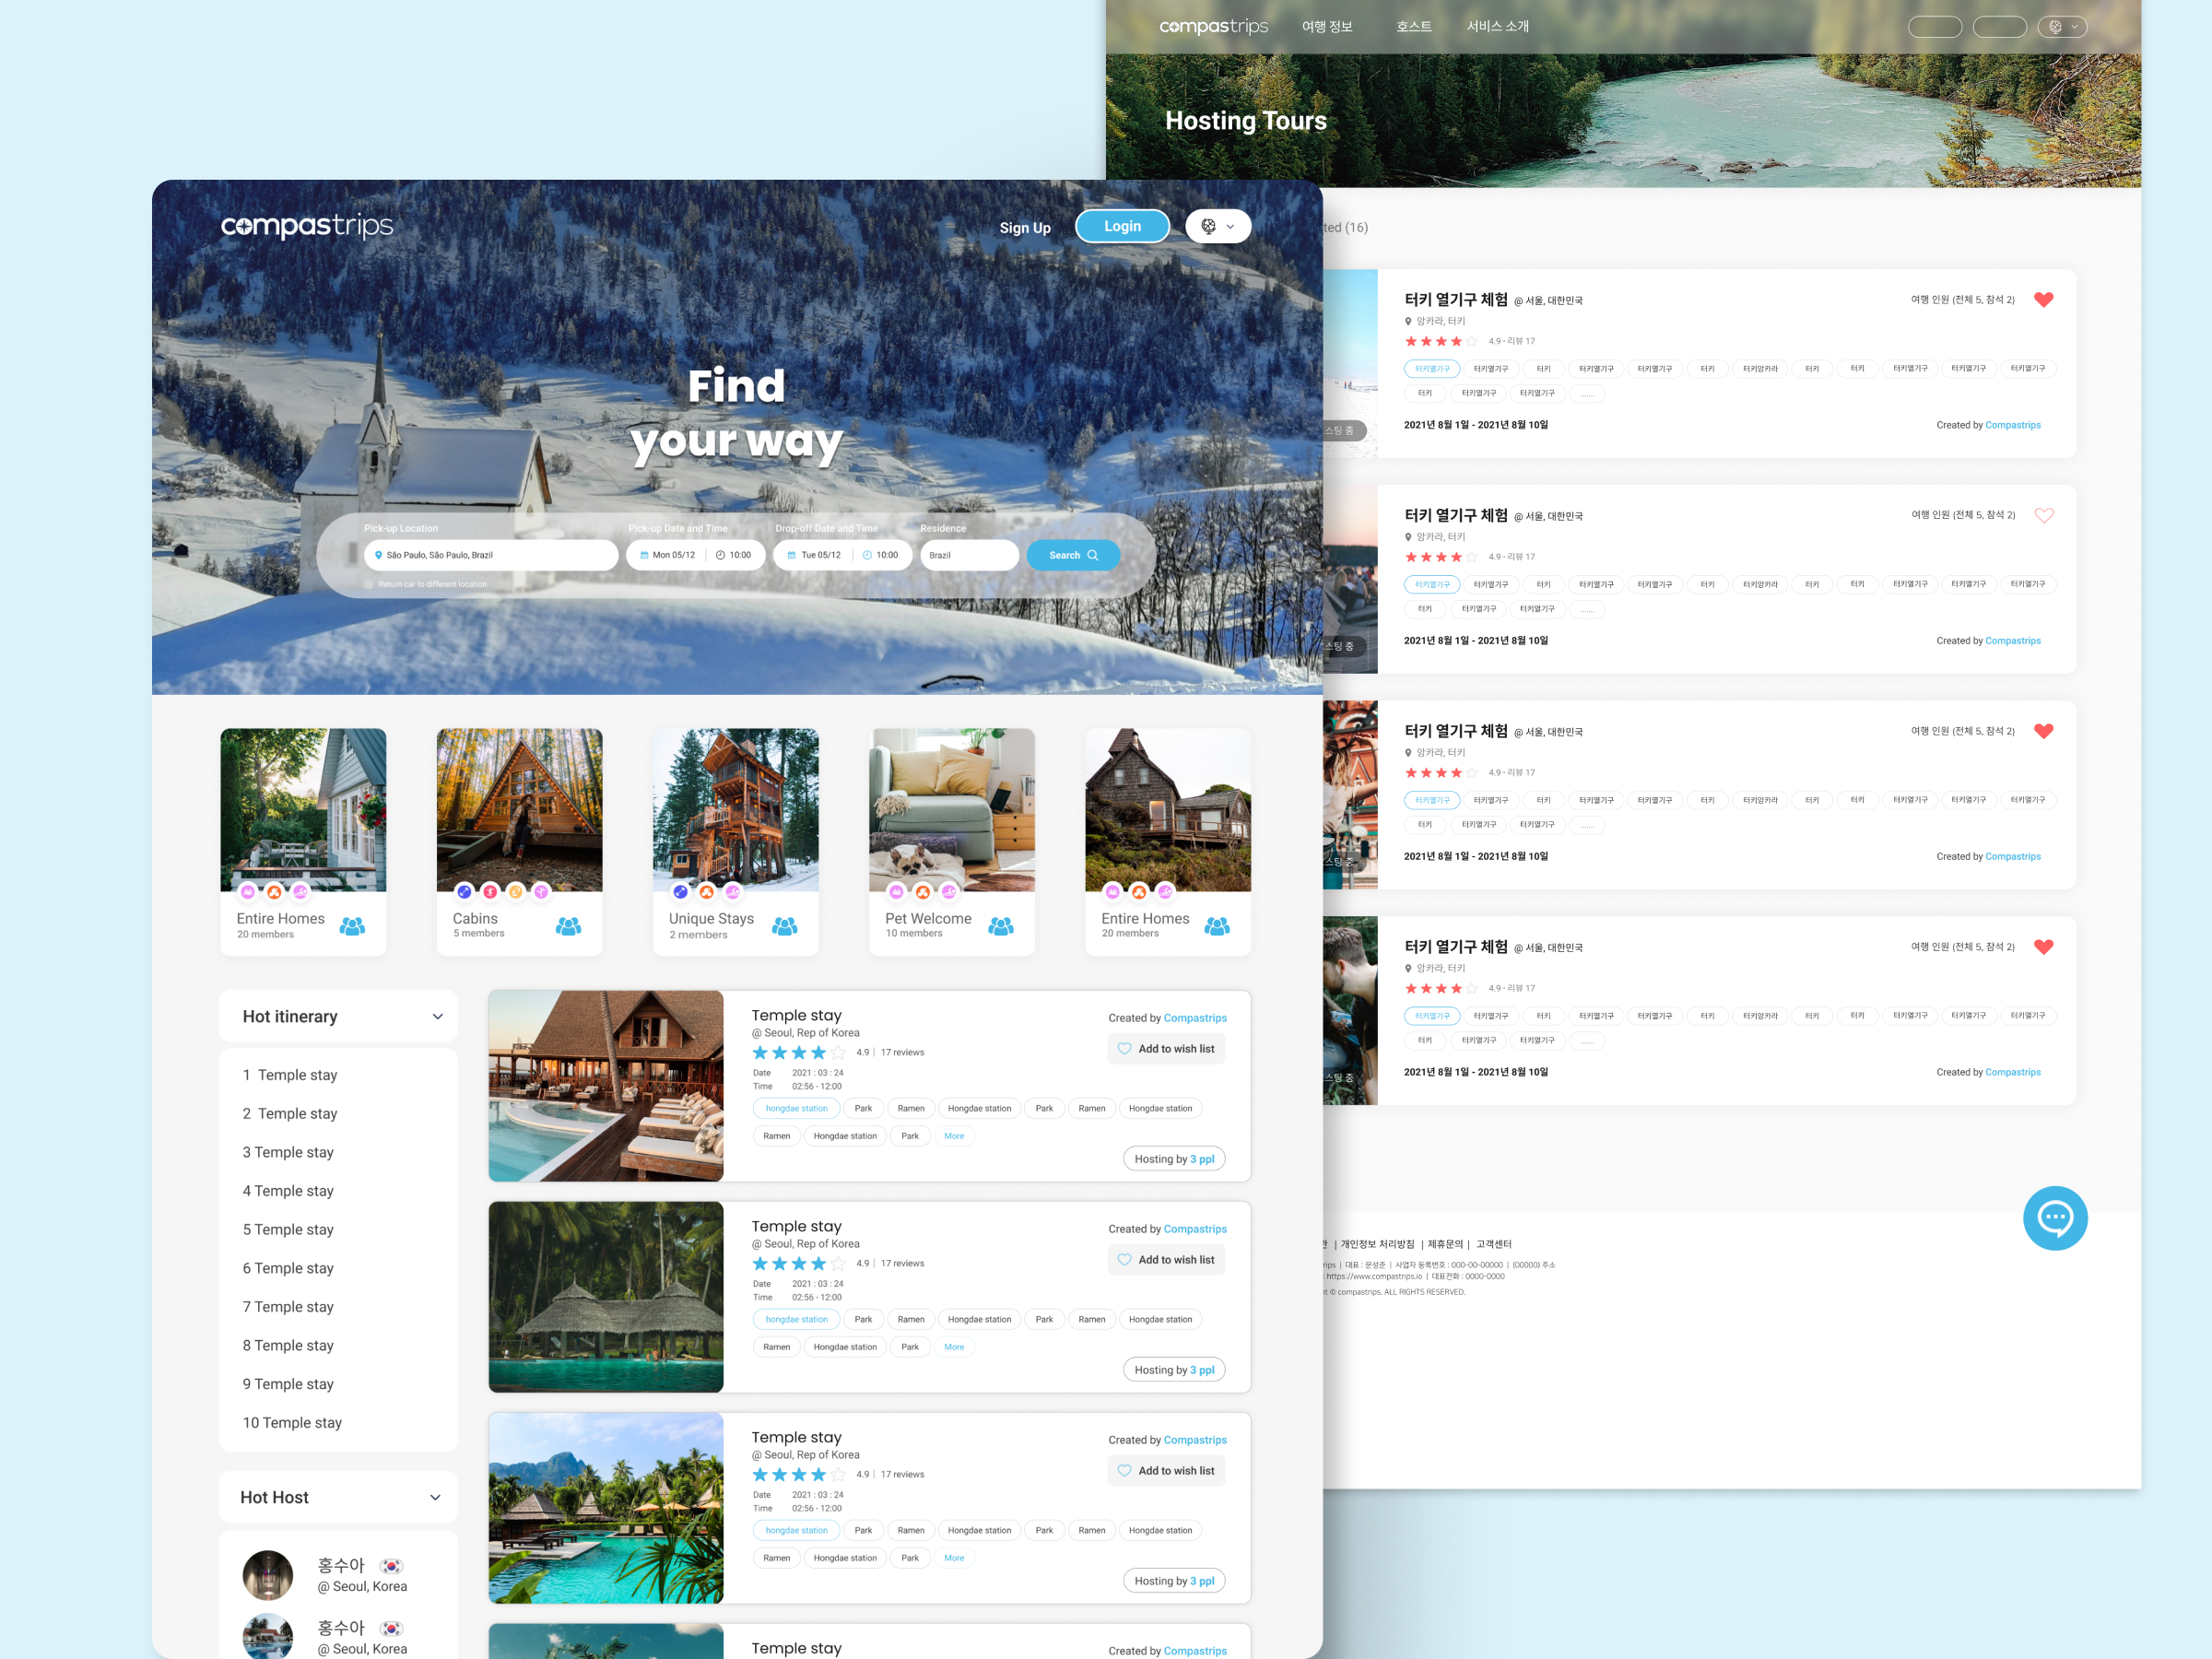 compastrips
여행 정보
호스트
서비스 소개
Hosting Tours
ted (16)
터키 열기구 체험 @ 서울, 대한민국
여행 인원 (전체 5, 참석 2)
앙카라, 터키
4.9 - 리뷰 17
터키열기구 터키열기구 터키 터키열기구 터키열기구 터키 터키앙카라 터키 터키 터키열기구 터키열기구 터키열기구
터키 터키열기구 터키열기구 ......
스팅 중
2021년 8월 1일 - 2021년 8월 10일
Created by Compastrips
터키 열기구 체험 @ 서울, 대한민국
여행 인원 (전체 5, 참석 2)
앙카라, 터키
4.9 - 리뷰 17
터키열기구 터키열기구 터키 터키열기구 터키열기구 터키 터키앙카라 터키 터키 터키열기구 터키열기구 터키열기구
터키 터키열기구 터키열기구 ......
스팅 중
2021년 8월 1일 - 2021년 8월 10일
Created by Compastrips
터키 열기구 체험 @ 서울, 대한민국
여행 인원 (전체 5, 참석 2)
앙카라, 터키
4.9 - 리뷰 17
터키열기구 터키열기구 터키 터키열기구 터키열기구 터키 터키앙카라 터키 터키 터키열기구 터키열기구 터키열기구
터키 터키열기구 터키열기구 ......
스팅 중
2021년 8월 1일 - 2021년 8월 10일
Created by Compastrips
터키 열기구 체험 @ 서울, 대한민국
여행 인원 (전체 5, 참석 2)
앙카라, 터키
4.9 - 리뷰 17
터키열기구 터키열기구 터키 터키열기구 터키열기구 터키 터키앙카라 터키 터키 터키열기구 터키열기구 터키열기구
터키 터키열기구 터키열기구 ......
스팅 중
2021년 8월 1일 - 2021년 8월 10일
Created by Compastrips
관 | 개인정보 처리방침 | 제휴문의 | 고객센터
rips | 대표 : 문성준 | 사업자 등록번호 : 000-00-00000 | (00000) 주소
: https://www.compastrips.io | 대표전화 : 0000-0000
t © compastrips. ALL RIGHTS RESERVED.
compastrips
Sign Up
Login
Find
your way
Pick-up Location
Pick-up Date and Time
Drop-off Date and Time
Residence
São Paulo, São Paulo, Brazil
Mon 05/12 | 10:00
Tue 05/12 | 10:00
Brazil
Search
Return car to different location
Entire Homes
20 members
Cabins
5 members
Unique Stays
2 members
Pet Welcome
10 members
Entire Homes
20 members
Hot itinerary
1 Temple stay
2 Temple stay
3 Temple stay
4 Temple stay
5 Temple stay
6 Temple stay
7 Temple stay
8 Temple stay
9 Temple stay
10 Temple stay
Hot Host
홍수아
@ Seoul, Korea
홍수아
@ Seoul, Korea
Temple stay
Created by Compastrips
@ Seoul, Rep of Korea
Add to wish list
4.9 | 17 reviews
Date 2021 : 03 : 24
Time 02:56 - 12:00
hongdae station Park Ramen Hongdae station Park Ramen Hongdae station
Ramen Hongdae station Park More
Hosting by 3 ppl
Temple stay
Created by Compastrips
@ Seoul, Rep of Korea
Add to wish list
4.9 | 17 reviews
Date 2021 : 03 : 24
Time 02:56 - 12:00
hongdae station Park Ramen Hongdae station Park Ramen Hongdae station
Ramen Hongdae station Park More
Hosting by 3 ppl
Temple stay
Created by Compastrips
@ Seoul, Rep of Korea
Add to wish list
4.9 | 17 reviews
Date 2021 : 03 : 24
Time 02:56 - 12:00
hongdae station Park Ramen Hongdae station Park Ramen Hongdae station
Ramen Hongdae station Park More
Hosting by 3 ppl
Temple stay
Created by Compastrips